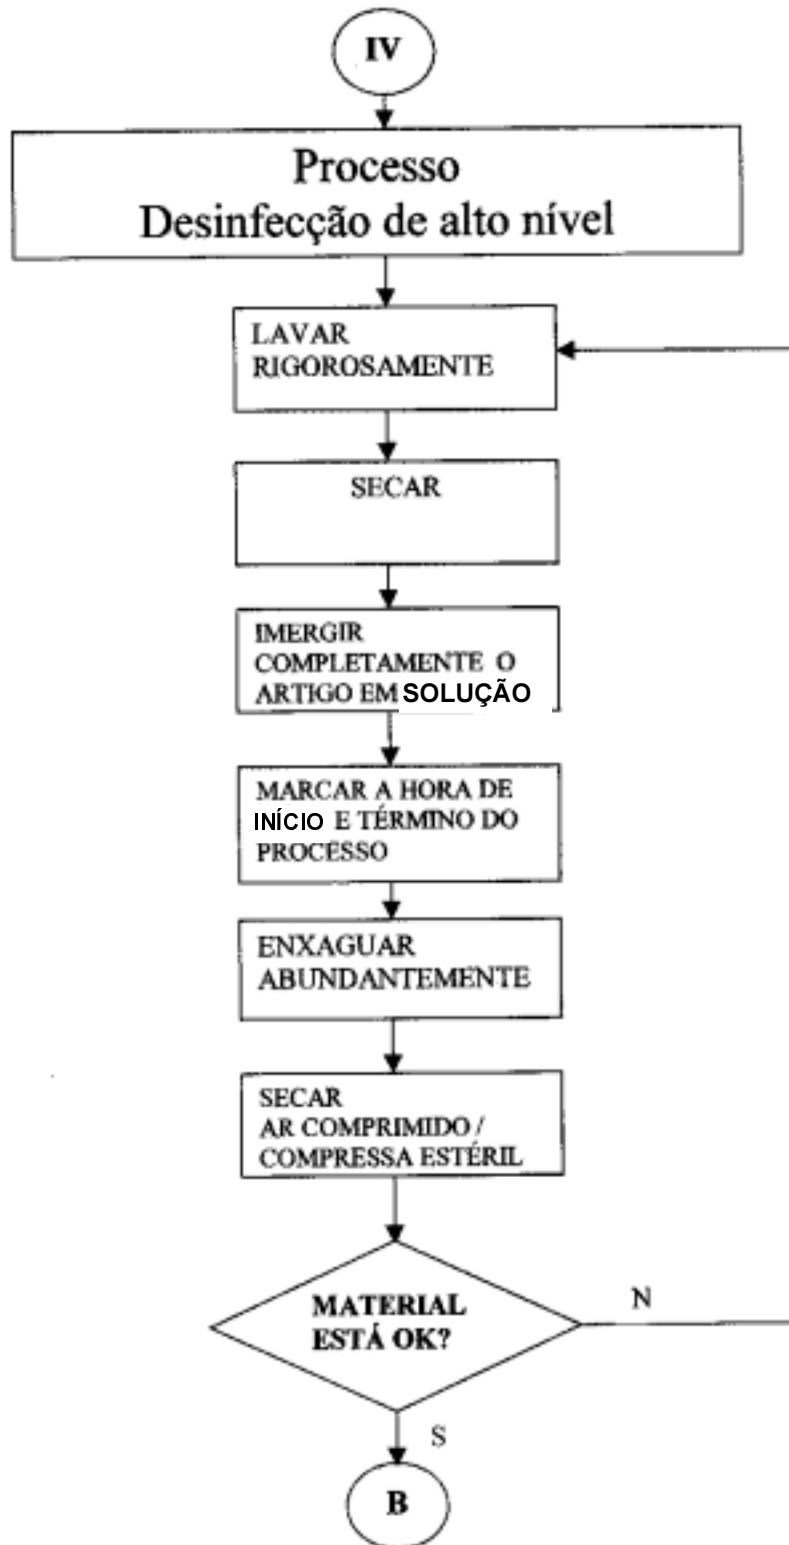 IV
Processo
Desinfecção de alto nível
LAVAR
RIGOROSAMENTE
SECAR
IMERGIR
COMPLETAMENTE O
ARTIGO EM SOLUÇÃO
MARCAR A HORA DE
INÍCIO E TÉRMINO DO
PROCESSO
ENXAGUAR
ABUNDANTEMENTE
SECAR
AR COMPRIMIDO /
COMPRESSA ESTÉRIL
MATERIAL
ESTÁ OK?
N
S
B